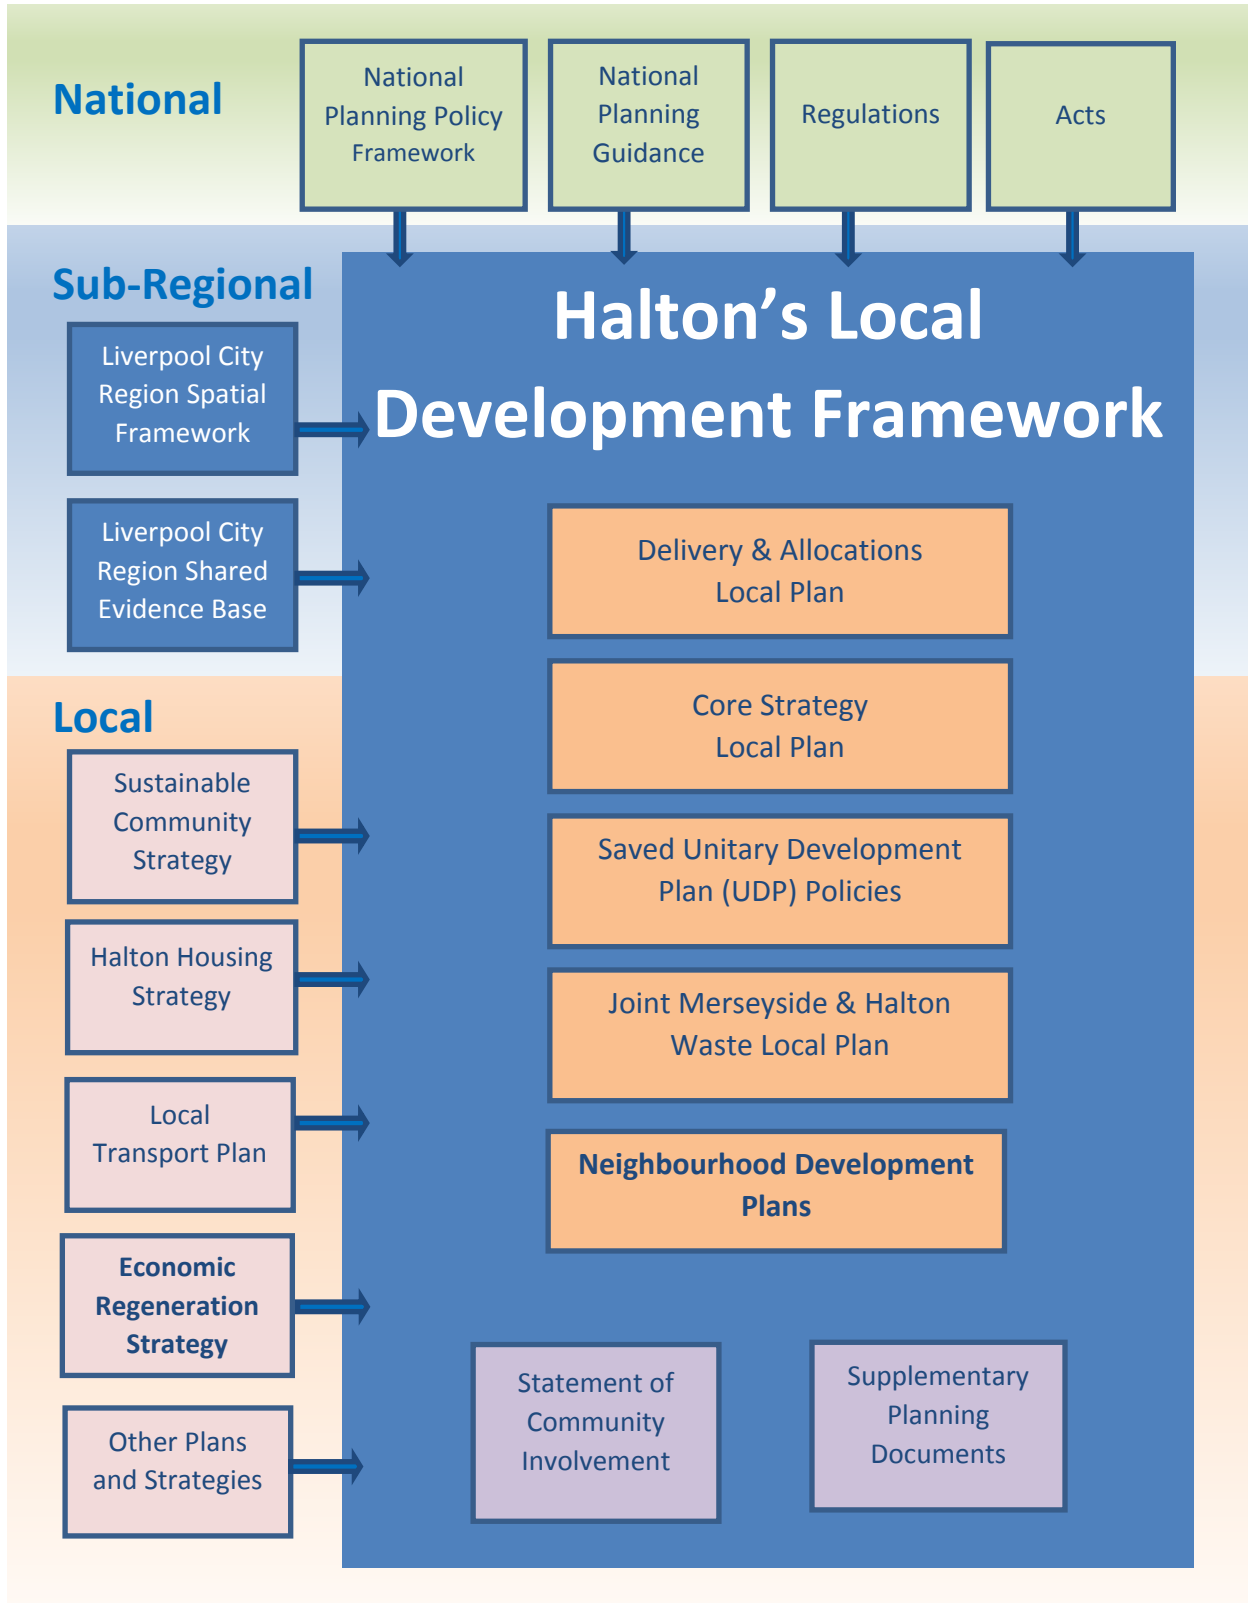 National
National
Planning Policy
Framework
National
Planning
Guidance
Regulations
Acts
Sub-Regional
Liverpool City
Region Spatial
Framework
Liverpool City
Region Shared
Evidence Base
Halton’s Local
Development Framework
Delivery & Allocations
Local Plan
Core Strategy
Local Plan
Saved Unitary Development
Plan (UDP) Policies
Joint Merseyside & Halton
Waste Local Plan
Neighbourhood Development
Plans
Statement of
Community
Involvement
Supplementary
Planning
Documents
Local
Sustainable
Community
Strategy
Halton Housing
Strategy
Local
Transport Plan
Economic
Regeneration
Strategy
Other Plans
and Strategies